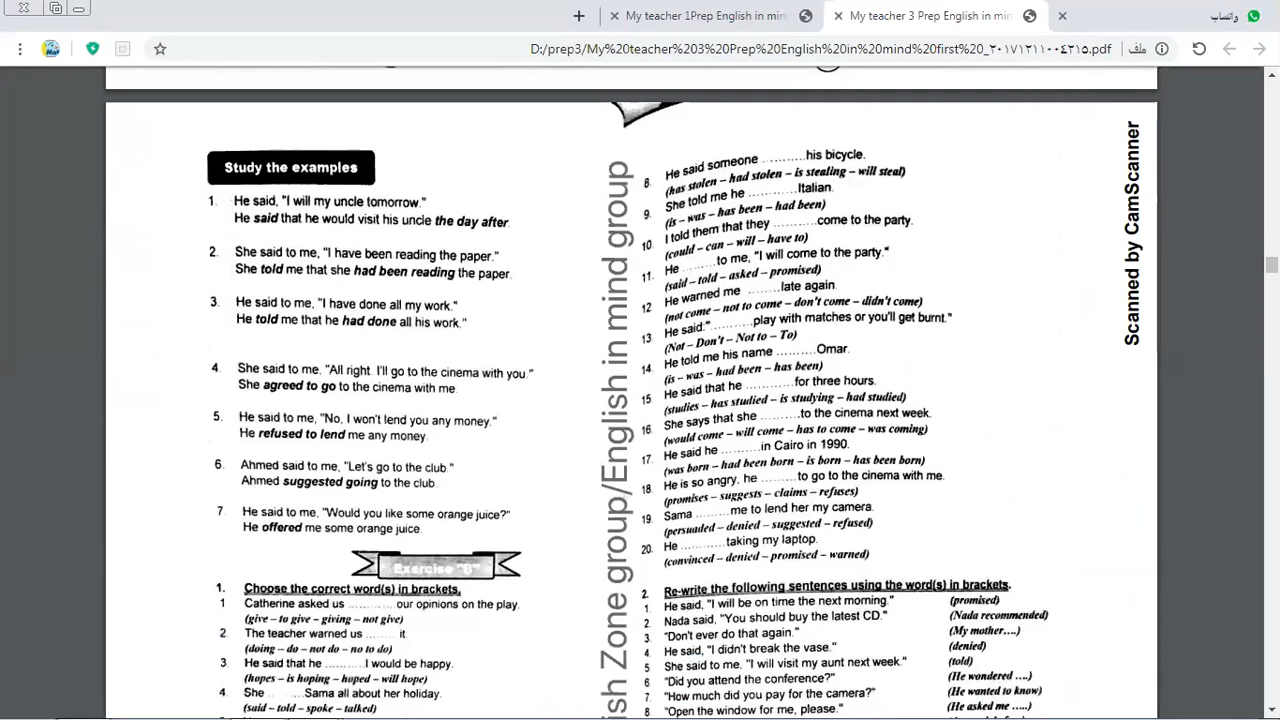 My teacher 1Prep English in min
My teacher 3 Prep English in min
واتساب
D:/prep3/My%20teacher%203%20Prep%20English%20in%20mind%20first%20_٢٠١٧١٢١١٠٠٤٢١٥.pdf
ملف
Study the examples
1. He said, "I will my uncle tomorrow."
He said that he would visit his uncle the day after.
2. She said to me, "I have been reading the paper."
She told me that she had been reading the paper.
3. He said to me, "I have done all my work."
He told me that he had done all his work."
4. She said to me, "All right. I'll go to the cinema with you."
She agreed to go to the cinema with me.
5. He said to me, "No, I won't lend you any money."
He refused to lend me any money.
6. Ahmed said to me, "Let's go to the club."
Ahmed suggested going to the club.
7. He said to me, "Would you like some orange juice?"
He offered me some orange juice.
Exercise "B"
1. Choose the correct word(s) in brackets.
1 Catherine asked us ........... our opinions on the play.
(give – to give – giving – not give)
2. The teacher warned us ........ it.
(doing – do – not do – no to do)
3. He said that he .......... I would be happy.
(hopes – is hoping – hoped – will hope)
4. She .......... Sama all about her holiday.
(said – told – spoke – talked)
English Zone group/English in mind group
8. He said someone ...........his bicycle.
(has stolen – had stolen – is stealing – will steal)
9. She told me he .............Italian.
(is – was – has been – had been)
10. I told them that they ...........come to the party.
(could – can – will – have to)
11. He .........to me, "I will come to the party."
(said – told – asked – promised)
12 He warned me .........late again.
(not come – not to come – don't come – didn't come)
13. He said:" ...........play with matches or you'll get burnt."
(Not – Don't – Not to – To)
14. He told me his name ..........Omar.
(is – was – had been – has been)
15. He said that he ............for three hours.
(studies – has studied – is studying – had studied)
16. She says that she ..........to the cinema next week.
(would come – will come – has to come – was coming)
17. He said he ..........in Cairo in 1990.
(was born – had been born – is born – has been born)
18. He is so angry, he .........to go to the cinema with me.
(promises – suggests – claims – refuses)
19. Sama .........me to lend her my camera.
(persuaded – denied – suggested – refused)
20. He ...........taking my laptop.
(convinced – denied – promised – warned)
2. Re-write the following sentences using the word(s) in brackets.
1. He said, "I will be on time the next morning." (promised)
2. Nada said, "You should buy the latest CD." (Nada recommended)
3. "Don't ever do that again." (My mother....)
4. He said, "I didn't break the vase." (denied)
5. She said to me, "I will visit my aunt next week." (told)
6. "Did you attend the conference?" (He wondered ....)
7. "How much did you pay for the camera?" (He wanted to know)
8. "Open the window for me, please." (He asked me .....)
Scanned by CamScanner